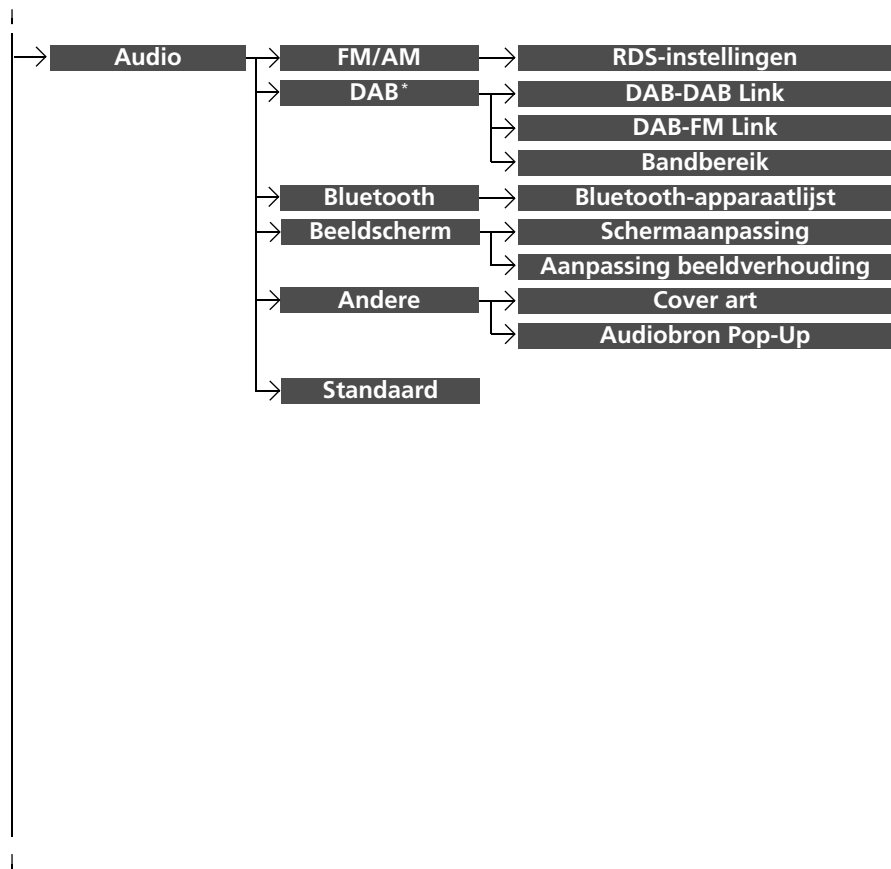 Audio FM/AM RDS-instellingen
DAB* DAB-DAB Link
DAB-FM Link
Bandbereik
Bluetooth Bluetooth-apparaatlijst
Beeldscherm Schermaanpassing
Aanpassing beeldverhouding
Andere Cover art
Audiobron Pop-Up
Standaard